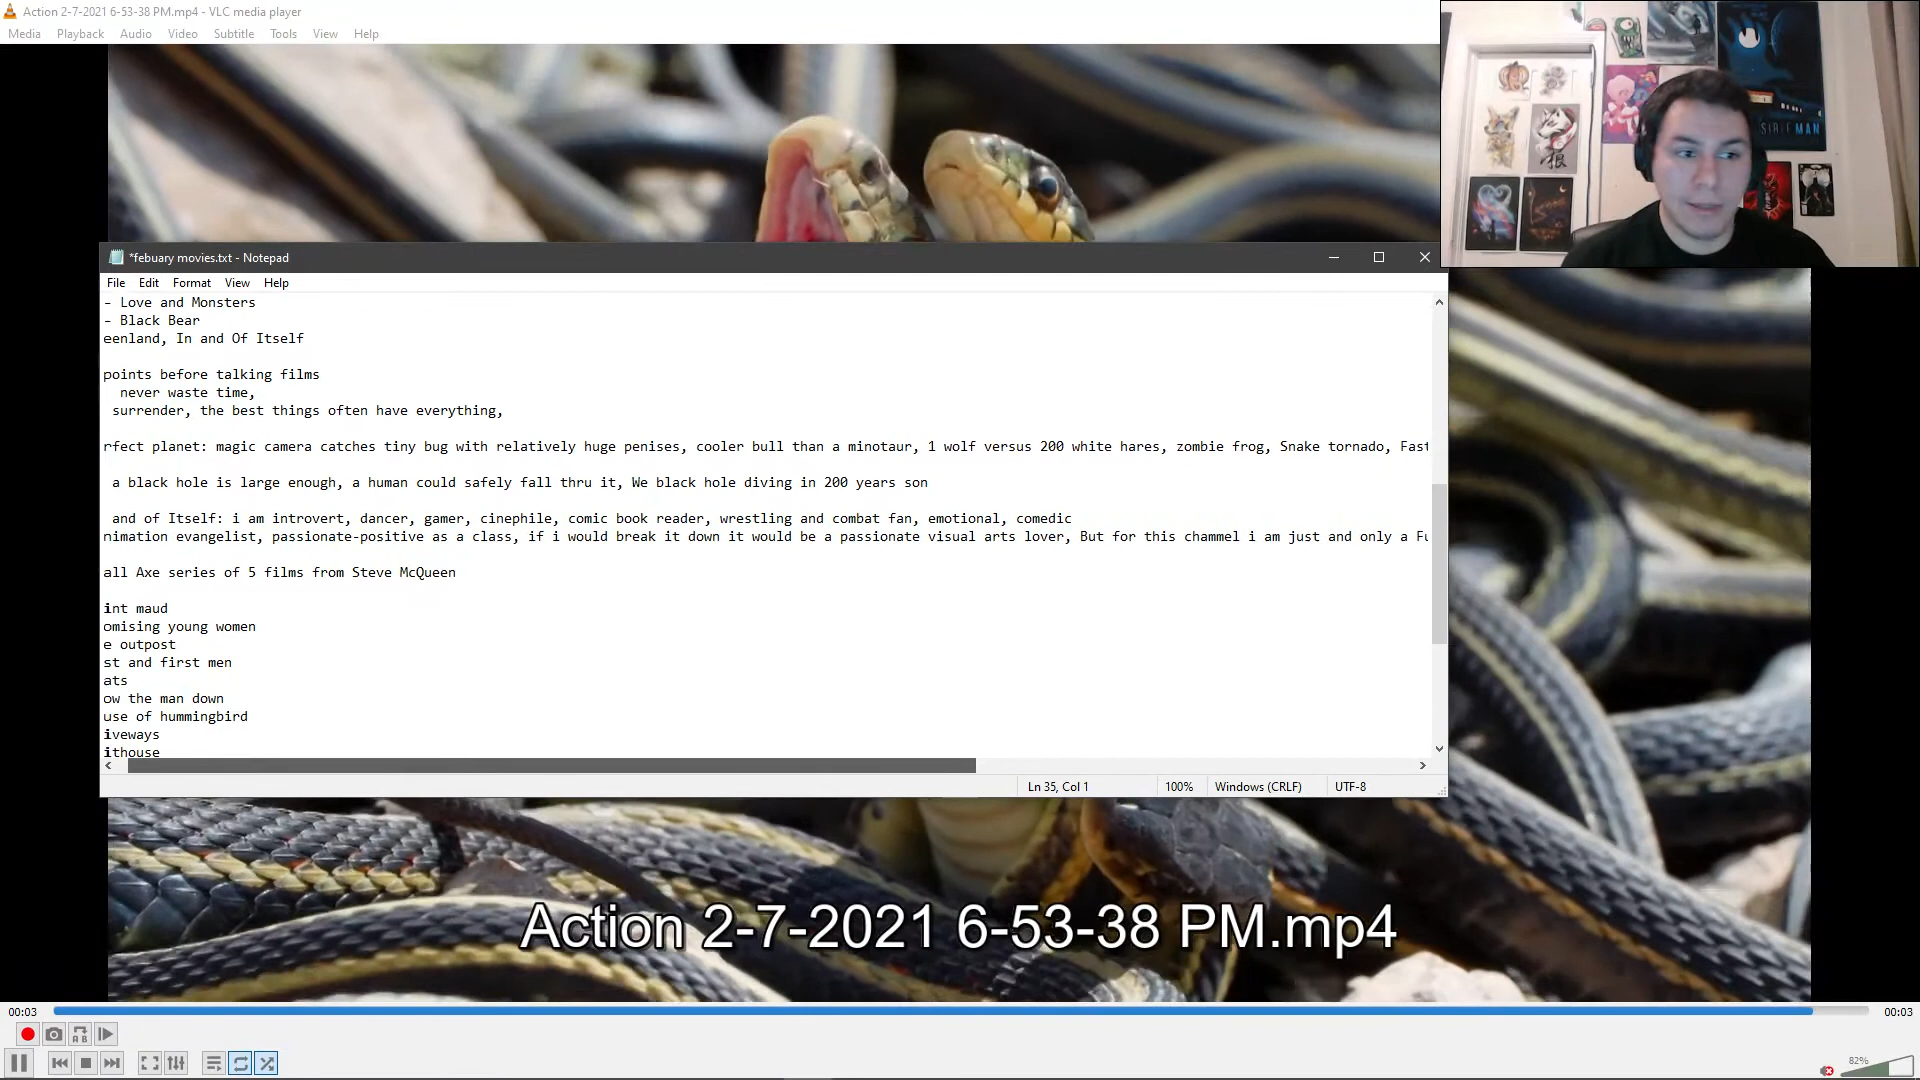 Action 2-7-2021 6-53-38 PM.mp4 - VLC media player
Media Playback Audio Video Subtitle Tools View Help
SIBLE MAN
狼
*febuary movies.txt - Notepad
File Edit Format View Help
- Love and Monsters
- Black Bear
eenland, In and Of Itself
points before talking films
never waste time,
surrender, the best things often have everything,
rfect planet: magic camera catches tiny bug with relatively huge penises, cooler bull than a minotaur, 1 wolf versus 200 white hares, zombie frog, Snake tornado, Fast
a black hole is large enough, a human could safely fall thru it, We black hole diving in 200 years son
and of Itself: i am introvert, dancer, gamer, cinephile, comic book reader, wrestling and combat fan, emotional, comedic
nimation evangelist, passionate-positive as a class, if i would break it down it would be a passionate visual arts lover, But for this chammel i am just and only a Fu
all Axe series of 5 films from Steve McQueen
int maud
omising young women
e outpost
st and first men
ats
ow the man down
use of hummingbird
iveways
ithouse
Ln 35, Col 1 100% Windows (CRLF) UTF-8
Action 2-7-2021 6-53-38 PM.mp4
00:03 00:03
82%